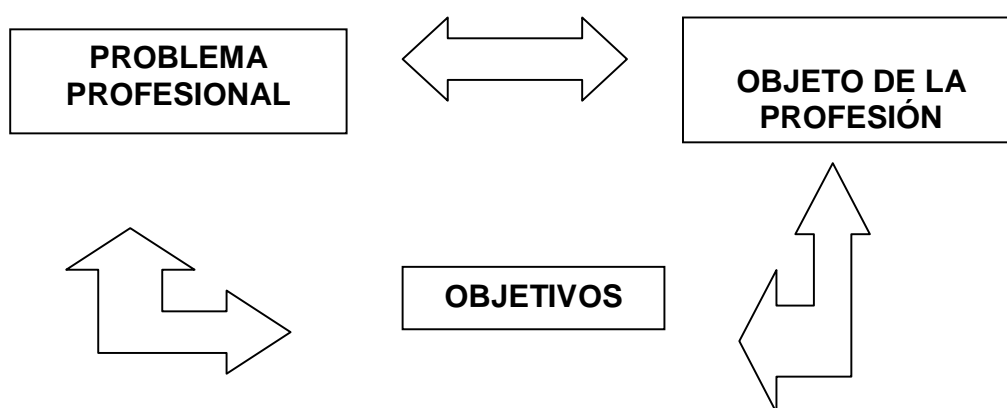 PROBLEMA
PROFESIONAL
OBJETO DE LA
PROFESIÓN
OBJETIVOS